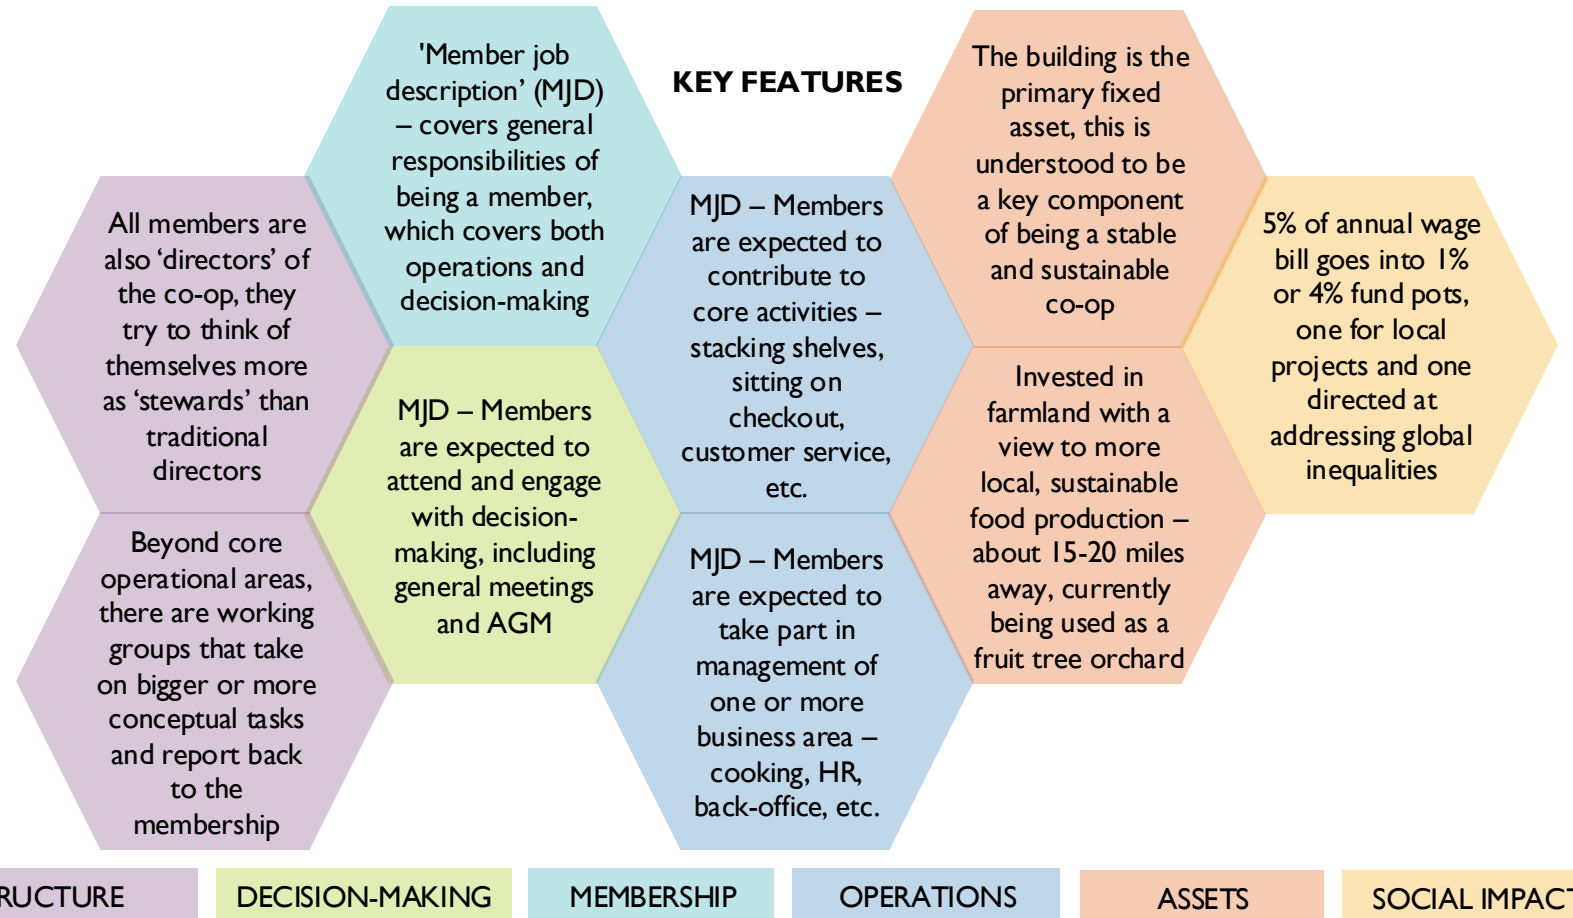 KEY FEATURES
All members are
also ‘directors’ of
the co-op, they
try to think of
themselves more
as ‘stewards’ than
traditional
directors
Beyond core
operational areas,
there are working
groups that take
on bigger or more
conceptual tasks
and report back
to the
membership
'Member job
description’ (MJD)
– covers general
responsibilities of
being a member,
which covers both
operations and
decision-making
MJD – Members
are expected to
attend and engage
with decision-
making, including
general meetings
and AGM
MJD – Members
are expected to
contribute to
core activities –
stacking shelves,
sitting on
checkout,
customer service,
etc.
MJD – Members
are expected to
take part in
management of
one or more
business area –
cooking, HR,
back-office, etc.
The building is the
primary fixed
asset, this is
understood to be
a key component
of being a stable
and sustainable
co-op
Invested in
farmland with a
view to more
local, sustainable
food production –
about 15-20 miles
away, currently
being used as a
fruit tree orchard
5% of annual wage
bill goes into 1%
or 4% fund pots,
one for local
projects and one
directed at
addressing global
inequalities
RUCTURE
DECISION-MAKING
MEMBERSHIP
OPERATIONS
ASSETS
SOCIAL IMPACT